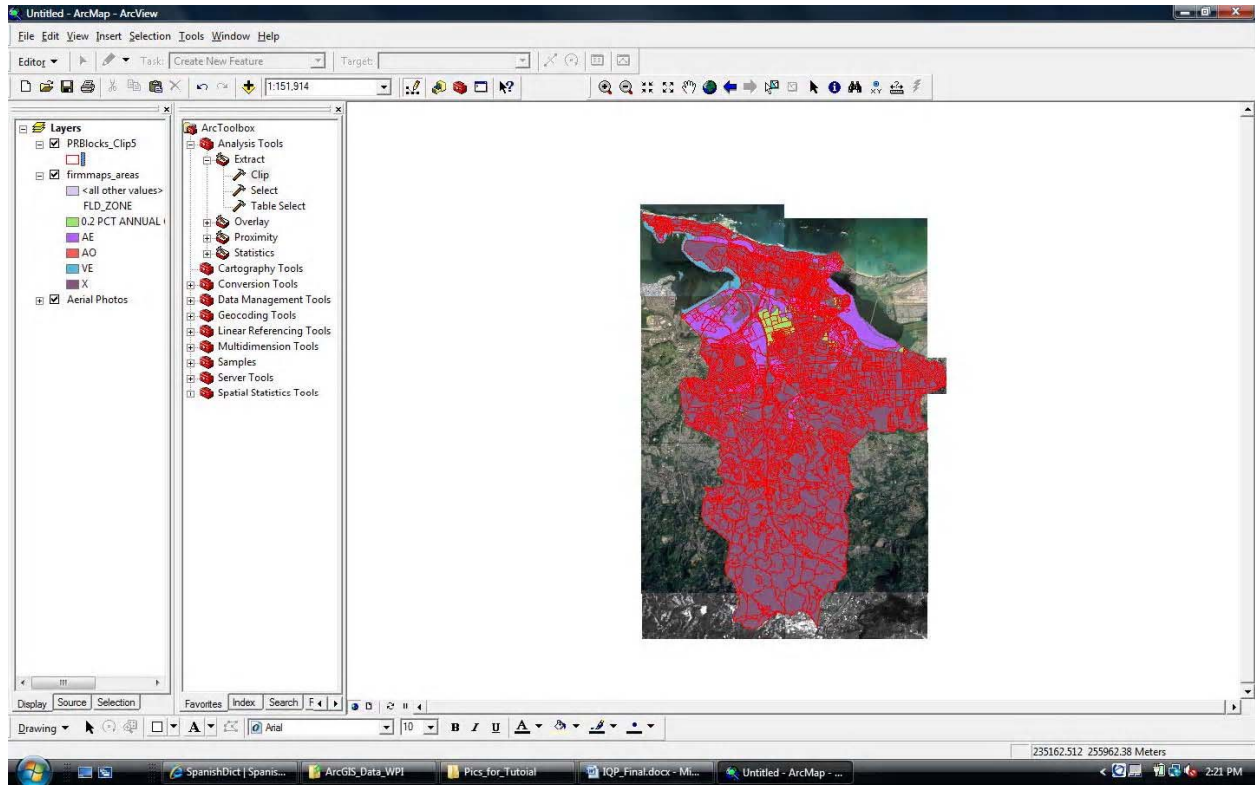 Untitled - ArcMap - ArcView
File Edit View Insert Selection Tools Window Help
Editor Task: Create New Feature Target:
1:151,914
Layers
PRBlocks_Clip5
firmmaps_areas
<all other values>
FLD_ZONE
0.2 PCT ANNUAL
AE
AO
VE
X
Aerial Photos
Display Source Selection
ArcToolbox
Analysis Tools
Extract
Clip
Select
Table Select
Overlay
Proximity
Statistics
Cartography Tools
Conversion Tools
Data Management Tools
Geocoding Tools
Linear Referencing Tools
Multidimension Tools
Samples
Server Tools
Spatial Statistics Tools
Favorites Index Search
Drawing A Arial 10 B I U A
235162.512 255962.38 Meters
SpanishDict | Spanis... ArcGIS_Data_WPI Pics_for_Tutoial IQP_Final.docx - Mi... Untitled - ArcMap - ... 2:21 PM